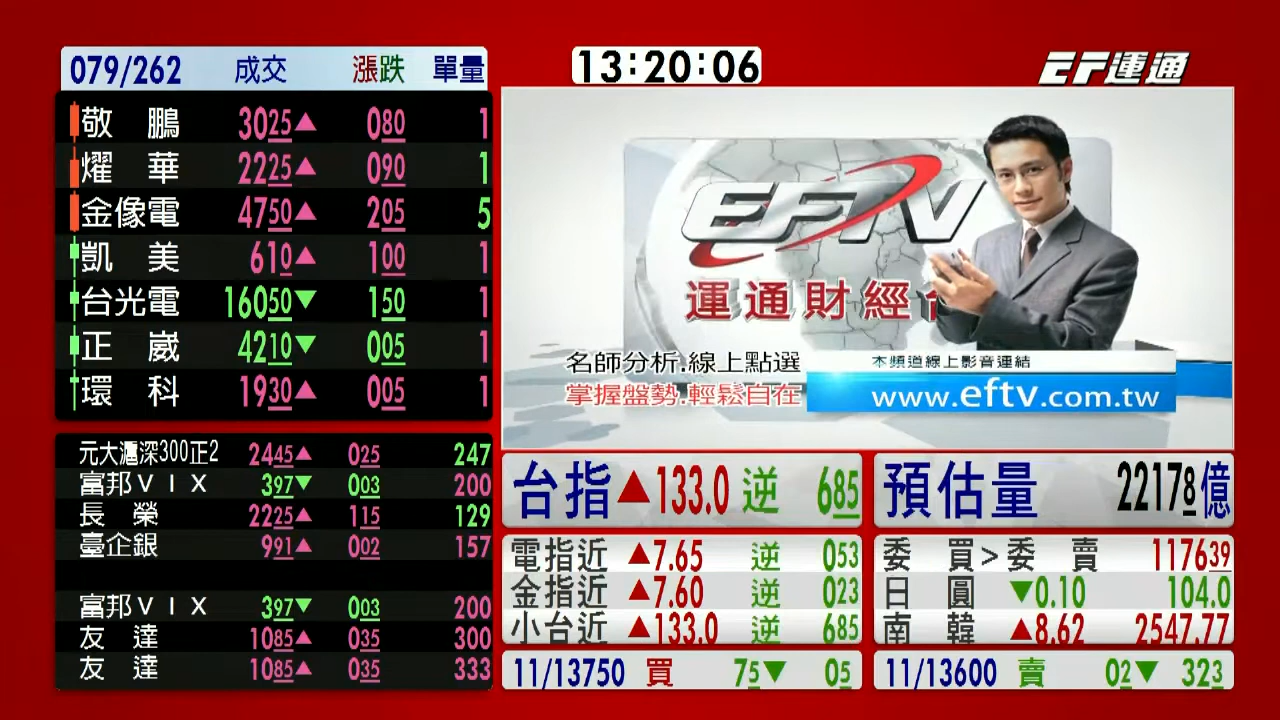 079/262 成交 漲跌 單量
敬鵬 3025▲ 080 1
燿華 2225▲ 090 1
金像電 4750▲ 205 5
凱美 610▲ 100 1
台光電 16050▼ 150 1
正崴 4210▼ 005 1
環科 1930▲ 005 1
元大滬深300正2 2445▲ 025 247
富邦VIX 397▼ 003 200
長榮 2225▲ 115 129
臺企銀 991▲ 002 157
富邦VIX 397▼ 003 200
友達 1085▲ 035 300
友達 1085▲ 035 333
13:20:06
EF運通
EFTV
運通財經台
名師分析.線上點選
掌握盤勢.輕鬆自在
本頻道線上影音連結
www.eftv.com.tw
台指▲133.0 逆 685
電指近 ▲7.65 逆 053
金指近 ▲7.60 逆 023
小台近 ▲133.0 逆 685
11/13750 買 75▼ 05
預估量 22178億
委買>委賣 117639
日圓 ▼0.10 104.0
南韓 ▲8.62 2547.77
11/13600 賣 02▼ 323